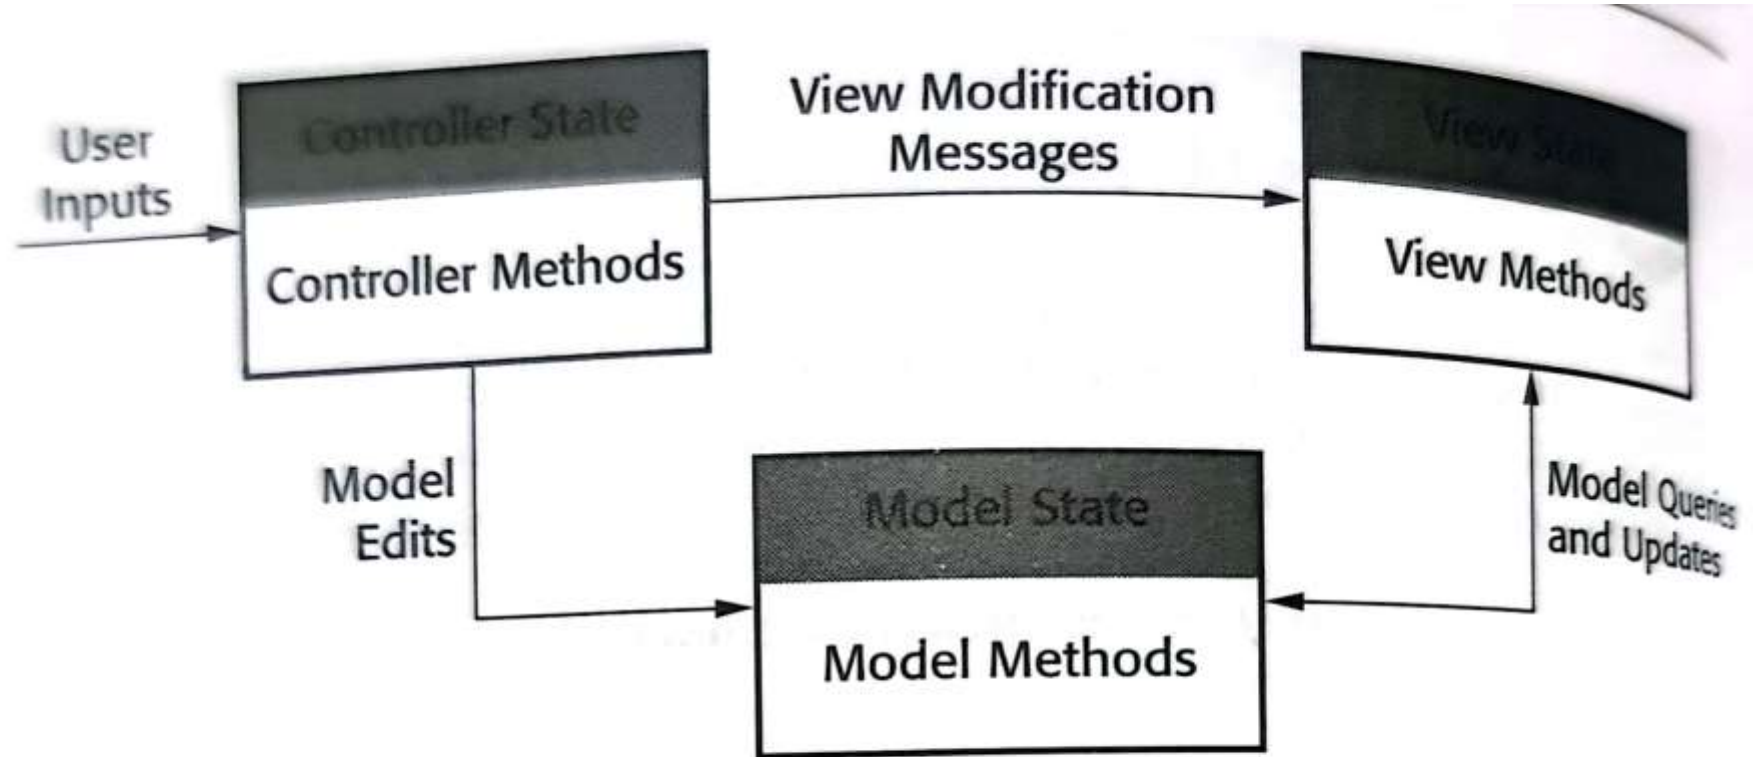 User
Inputs
Controller State
Controller Methods
View Modification
Messages
View State
View Methods
Model
Edits
Model State
Model Methods
Model Queries
and Updates